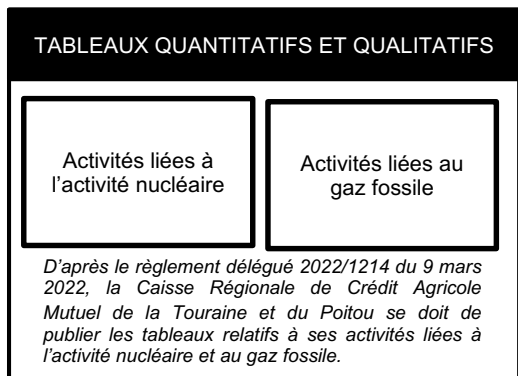 TABLEAUX QUANTITATIFS ET QUALITATIFS
Activités liées à
l’activité nucléaire
Activités liées au
gaz fossile
D’après le règlement délégué 2022/1214 du 9 mars
2022, la Caisse Régionale de Crédit Agricole
Mutuel de la Touraine et du Poitou se doit de
publier les tableaux relatifs à ses activités liées à
l’activité nucléaire et au gaz fossile.